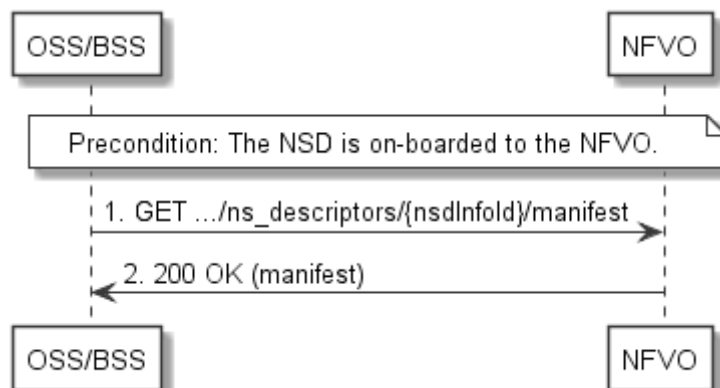 OSS/BSS
NFVO
Precondition: The NSD is on-boarded to the NFVO.
1. GET .../ns_descriptors/{nsdInfoId}/manifest
2. 200 OK (manifest)
OSS/BSS
NFVO